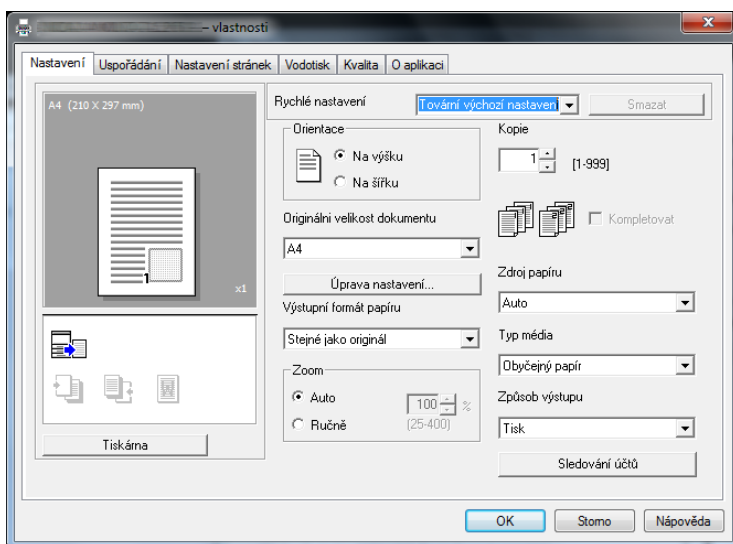 – vlastnosti
Nastavení Uspořádání Nastavení stránek Vodotisk Kvalita O aplikaci
A4 (210 X 297 mm)
x1
Tiskárna
Rychlé nastavení Tovární výchozí nastavení Smazat
Orientace
Na výšku
Na šířku
Originálni velikost dokumentu
A4
Úprava nastavení...
Výstupní formát papíru
Stejné jako originál
Zoom
Auto
100 %
Ručně (25-400)
Kopie
1 [1-999]
Kompletovat
Zdroj papíru
Auto
Typ média
Obyčejný papír
Způsob výstupu
Tisk
Sledování účtů
OK Storno Nápověda